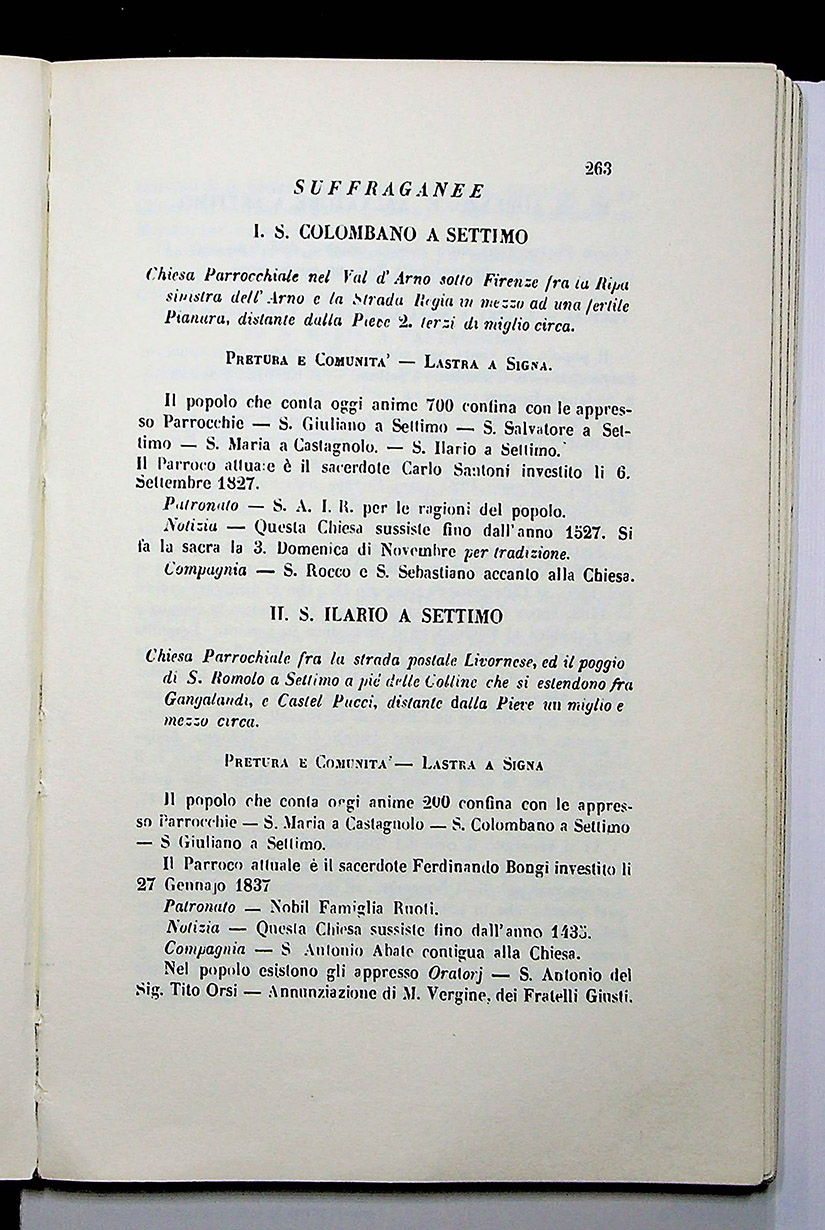 263
SUFFRAGANEE
I. S. COLOMBANO A SETTIMO
Chiesa Parrocchiale nel Val d' Arno sotto Firenze fra la Ripa
sinistra dell' Arno e la Strada Regia in mezzo ad una fertile
Pianura, distante dalla Pieve 2. terzi di miglio circa.
PRETURA E COMUNITA' — LASTRA A SIGNA.
Il popolo che conta oggi anime 700 confina con le appres-
so Parrocchie — S. Giuliano a Settimo — S. Salvatore a Set-
timo — S. Maria a Castagnolo. — S. Ilario a Settimo.
Il Parroco attuale è il sacerdote Carlo Santoni investito li 6.
Settembre 1827.
Patronato — S. A. I. R. per le ragioni del popolo.
Notizia — Questa Chiesa sussiste fino dall'anno 1527. Si
fa la sacra la 3. Domenica di Novembre per tradizione.
Compagnia — S. Rocco e S. Sebastiano accanto alla Chiesa.
II. S. ILARIO A SETTIMO
Chiesa Parrochiale fra la strada postale Livornese, ed il poggio
di S. Romolo a Settimo a pié delle Colline che si estendono fra
Gangalandi, e Castel Pucci, distante dalla Pieve un miglio e
mezzo circa.
PRETURA E COMUNITA' — LASTRA A SIGNA
Il popolo che conta oggi anime 200 confina con le appres-
so Parrocchie — S. Maria a Castagnolo — S. Colombano a Settimo
— S Giuliano a Settimo.
Il Parroco attuale è il sacerdote Ferdinando Bongi investito li
27 Gennajo 1837
Patronato — Nobil Famiglia Ruoti.
Notizia — Questa Chiesa sussiste fino dall'anno
Compagnia — S Antonio Abate contigua alla Chiesa.
Nel popolo esistono gli appresso Oratorj — S. Antonio del
Sig. Tito Orsi — Annunziazione di M. Vergine, dei Fratelli Giusti.